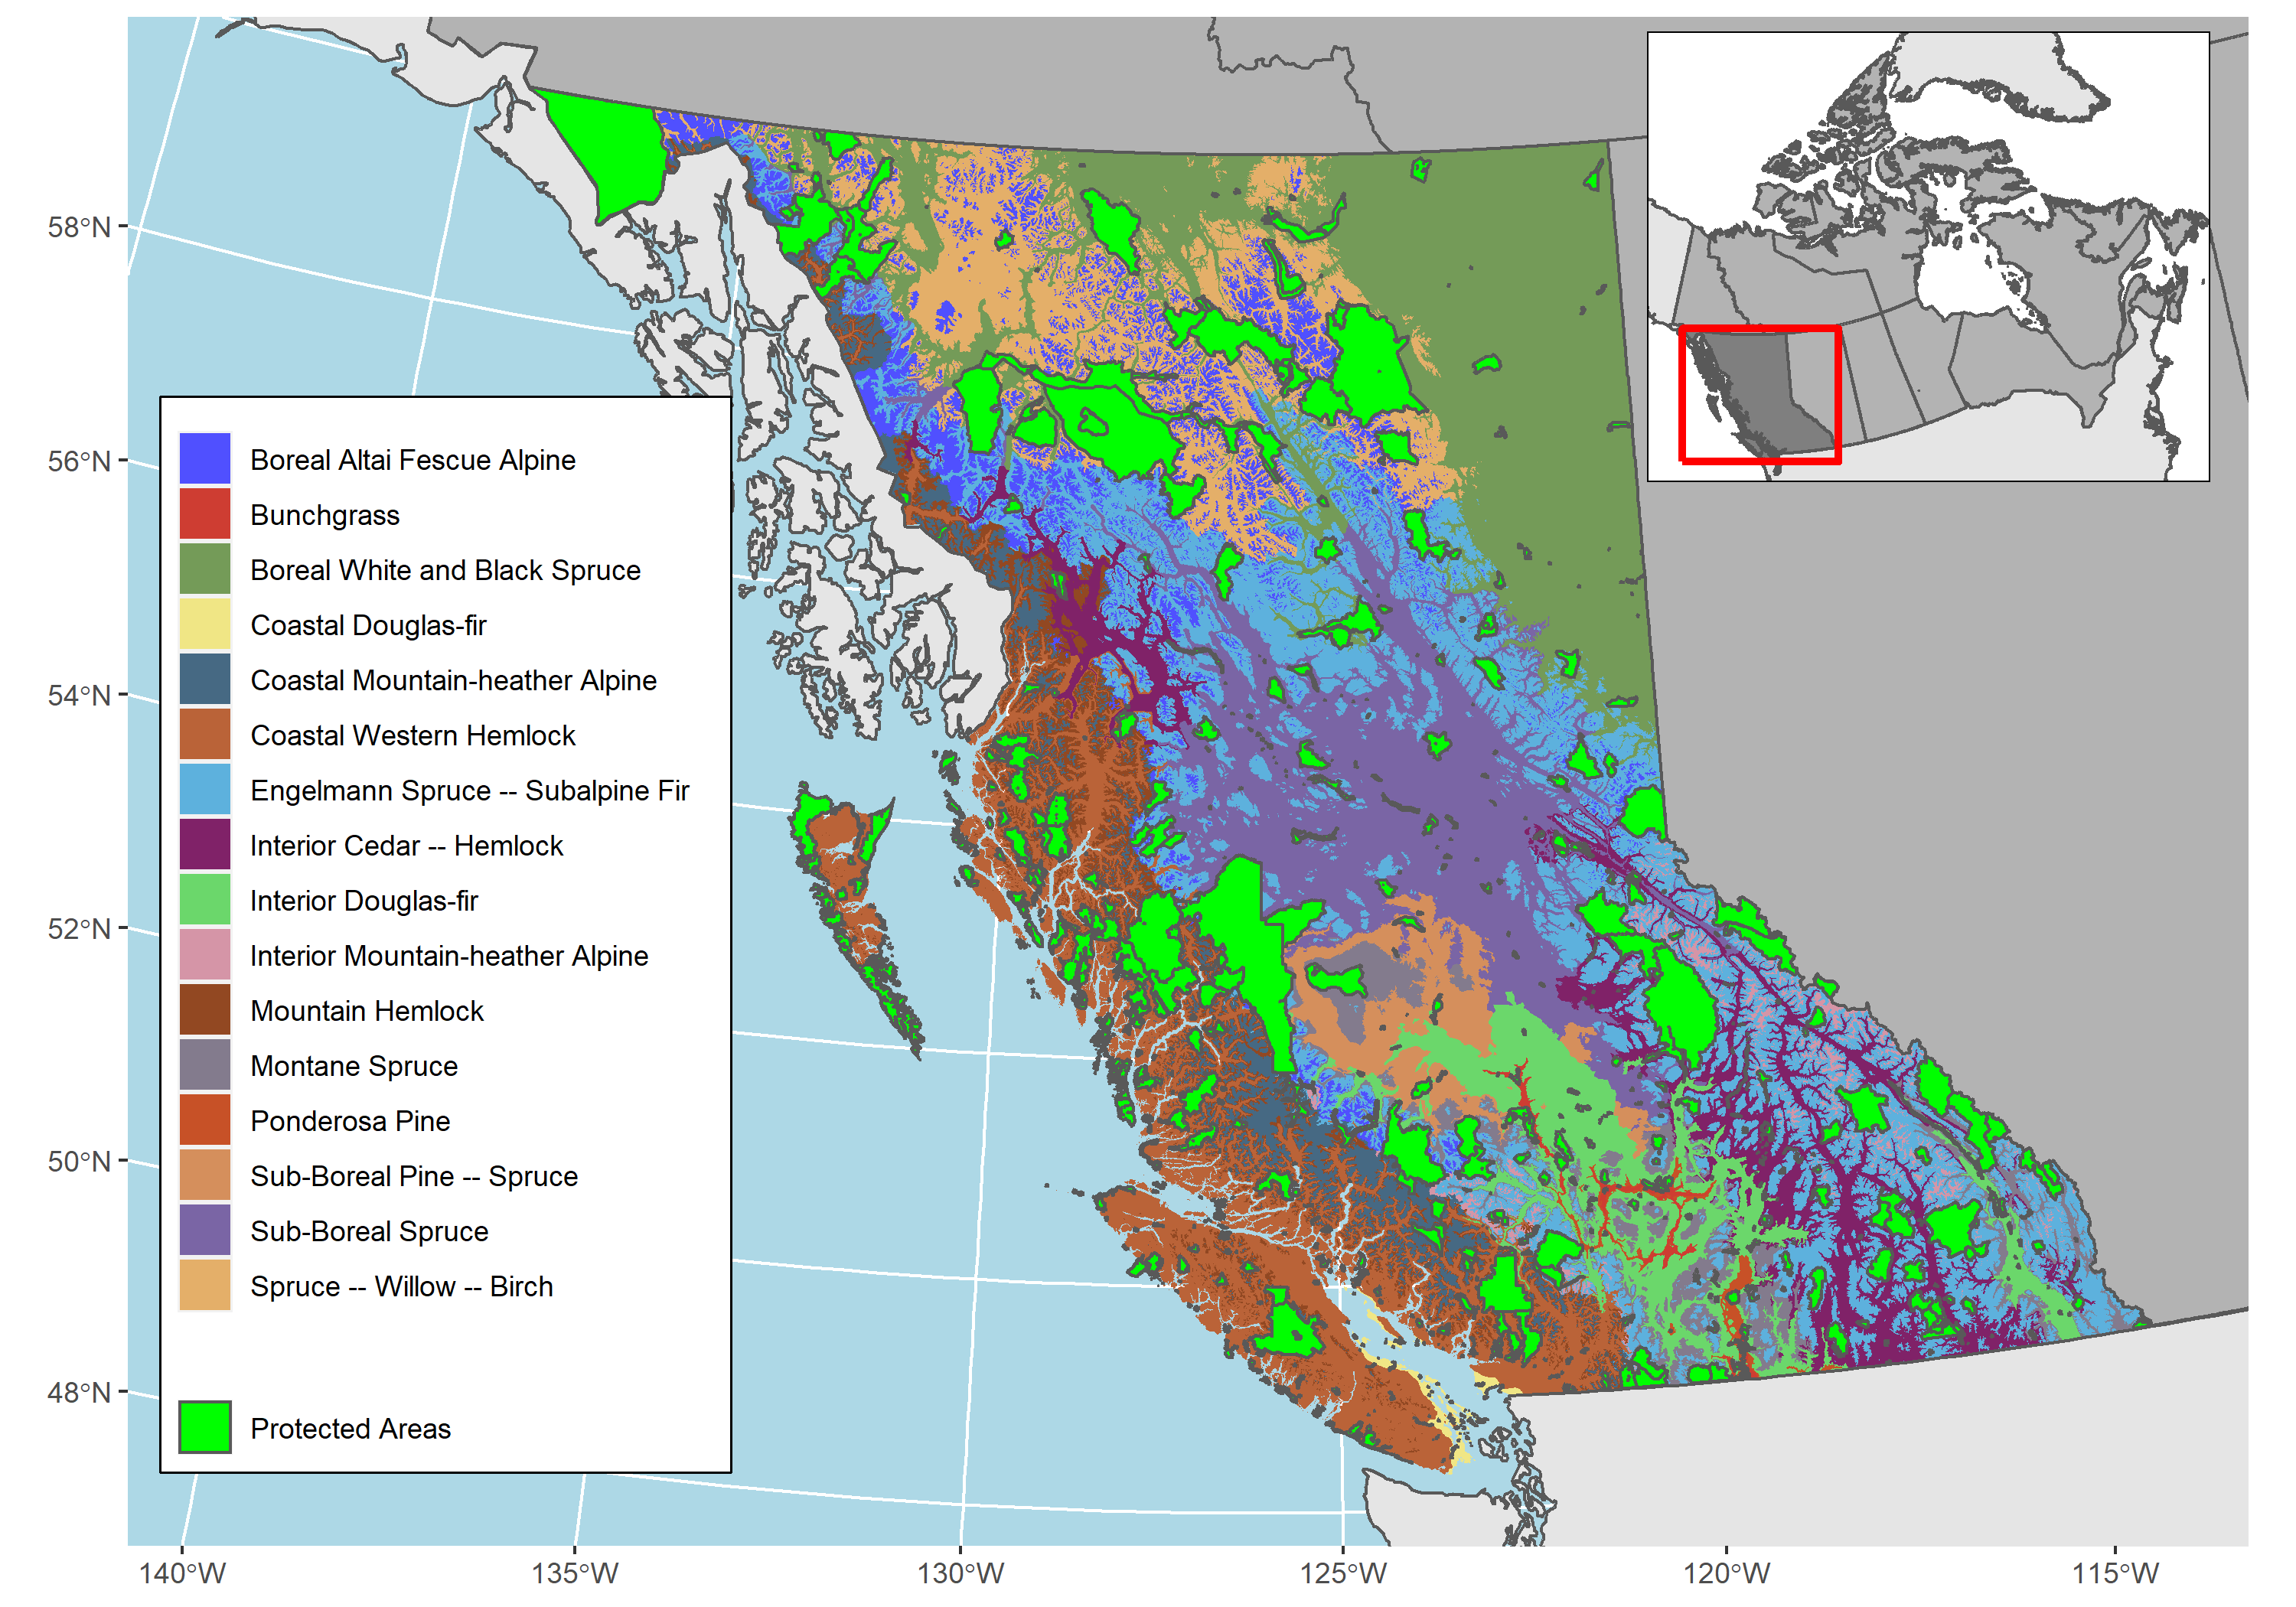 58°N
56°N
54°N
52°N
50°N
48°N
Boreal Altai Fescue Alpine
Bunchgrass
Boreal White and Black Spruce
Coastal Douglas-fir
Coastal Mountain-heather Alpine
Coastal Western Hemlock
Engelmann Spruce -- Subalpine Fir
Interior Cedar -- Hemlock
Interior Douglas-fir
Interior Mountain-heather Alpine
Mountain Hemlock
Montane Spruce
Ponderosa Pine
Sub-Boreal Pine -- Spruce
Sub-Boreal Spruce
Spruce -- Willow -- Birch
Protected Areas
140°W
135°W
130°W
125°W
120°W
115°W